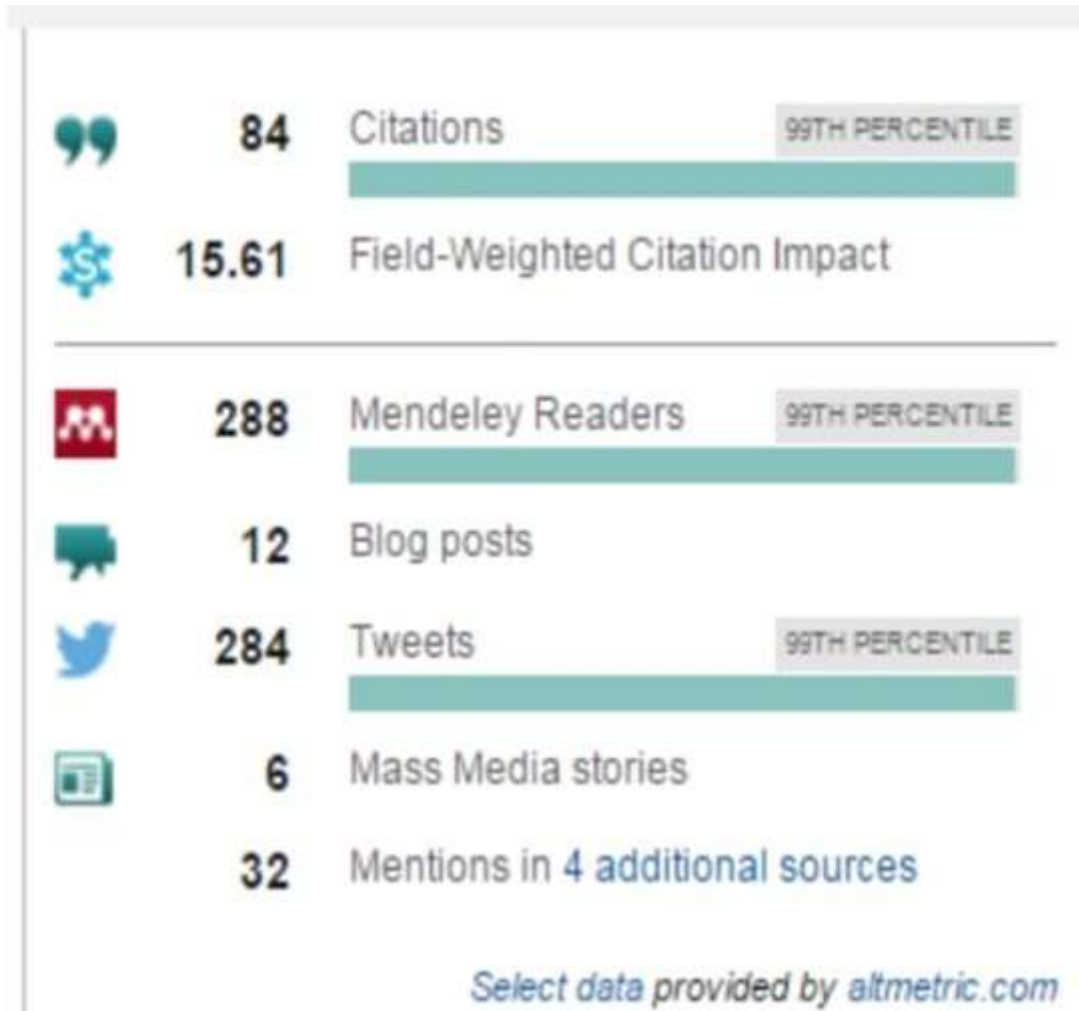 84 Citations 99TH PERCENTILE
15.61 Field-Weighted Citation Impact
288 Mendeley Readers 99TH PERCENTILE
12 Blog posts
284 Tweets 99TH PERCENTILE
6 Mass Media stories
32 Mentions in 4 additional sources
Select data provided by altmetric.com